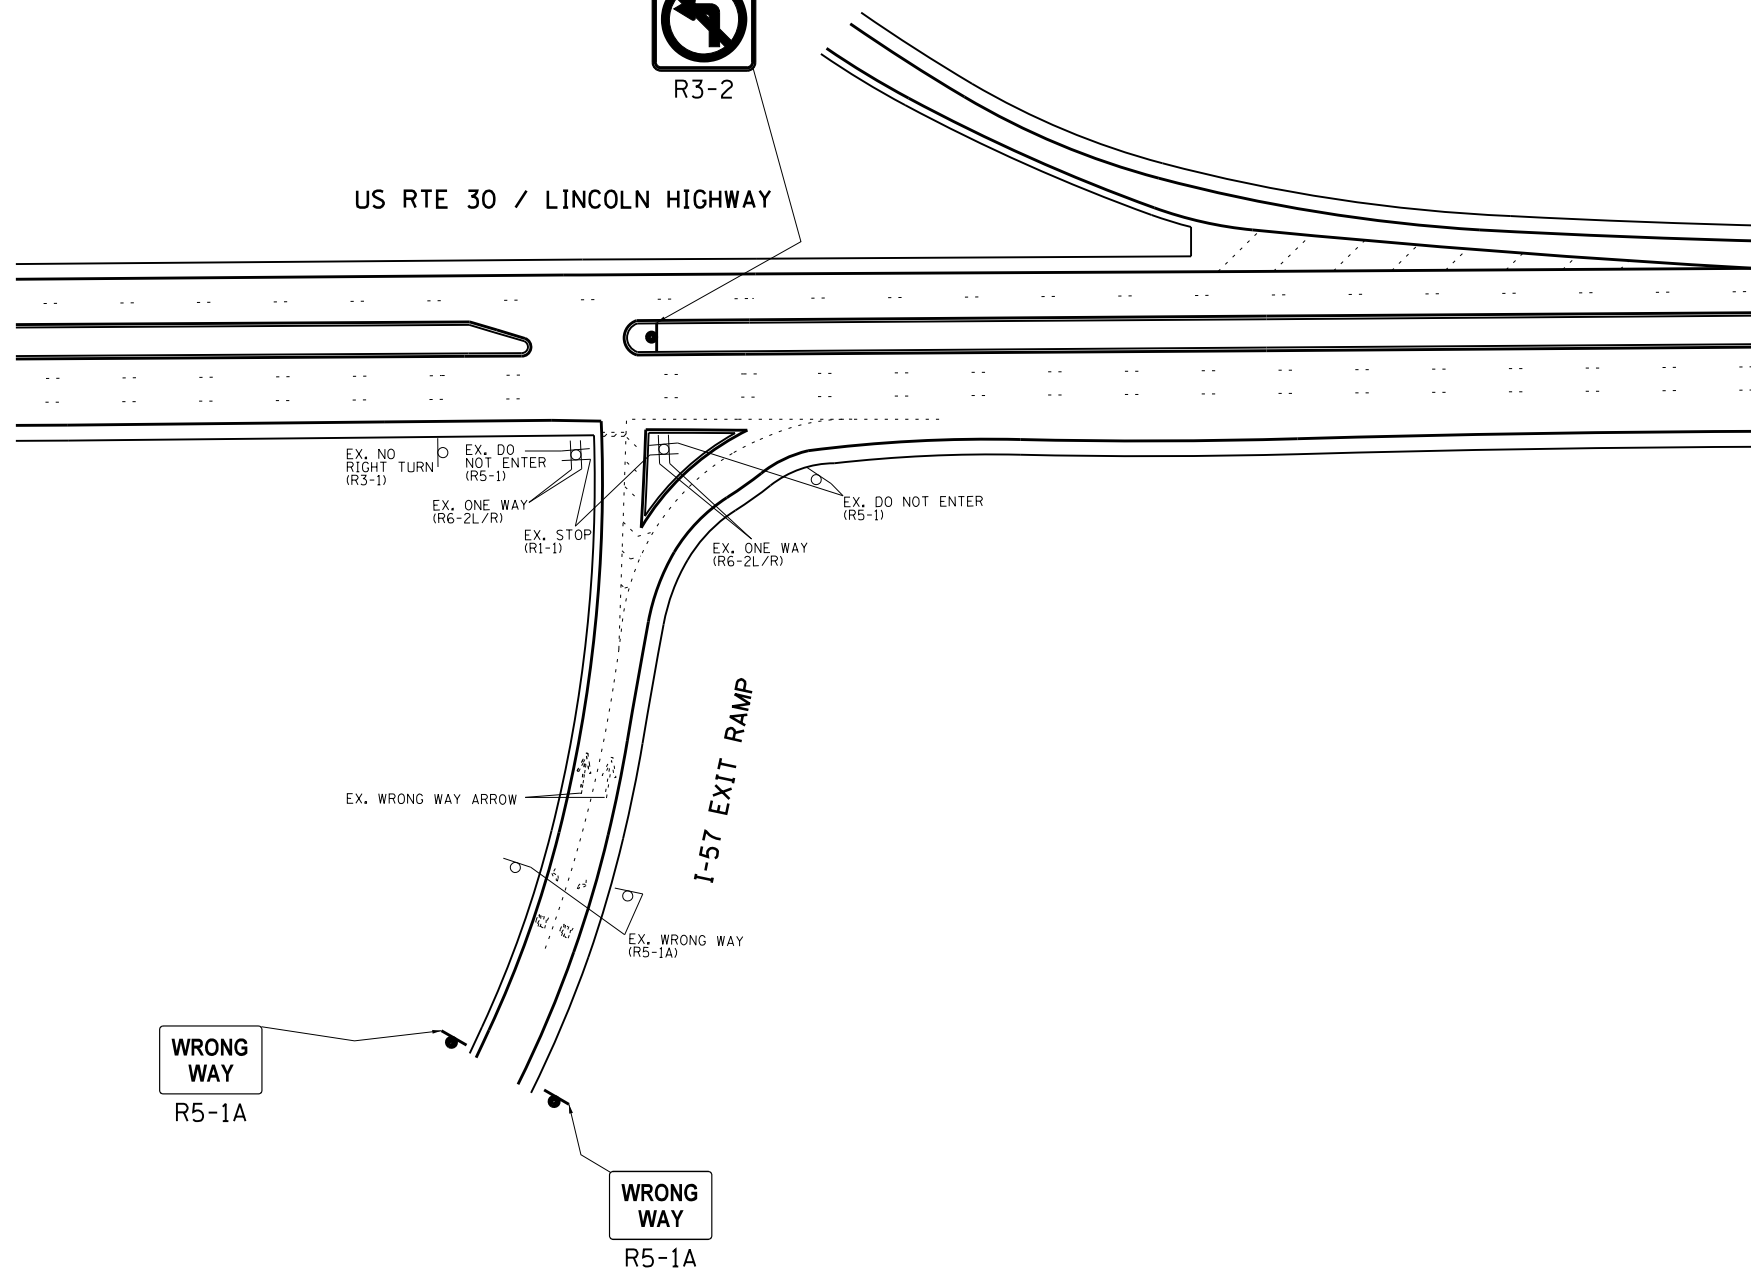 R3-2
US RTE 30 / LINCOLN HIGHWAY
EX. NO
RIGHT TURN
(R3-1)
EX. DO
NOT ENTER
(R5-1)
EX. ONE WAY
(R6-2L/R)
EX. STOP
(R1-1)
EX. DO NOT ENTER
(R5-1)
EX. ONE WAY
(R6-2L/R)
I-57 EXIT RAMP
EX. WRONG WAY ARROW
EX. WRONG WAY
(R5-1A)
WRONG
WAY
R5-1A
WRONG
WAY
R5-1A